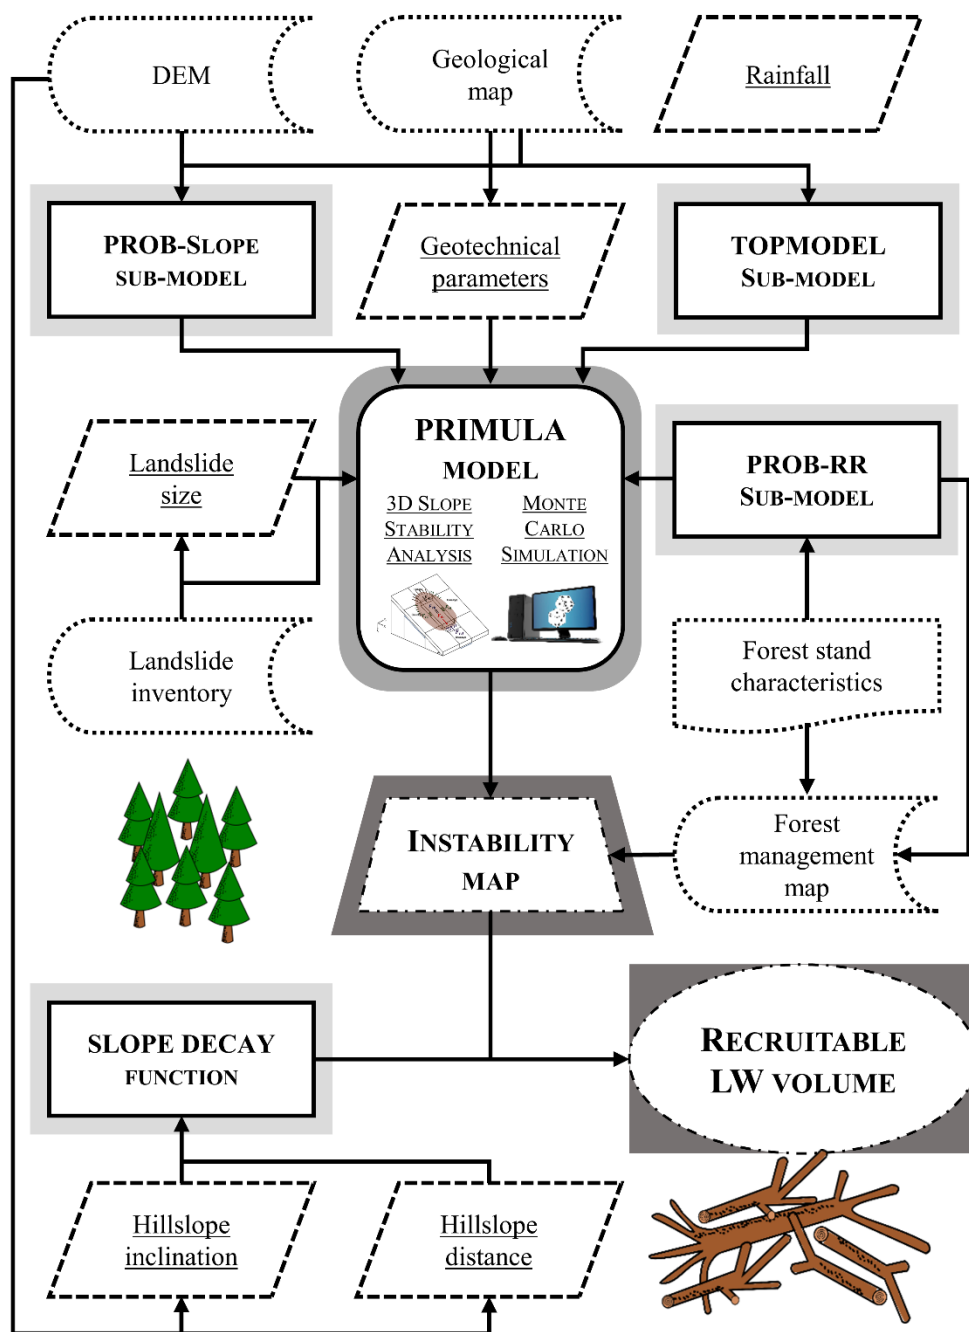 DEM
Geological
map
Rainfall
PROB-SLOPE
SUB-MODEL
Geotechnical
parameters
TOPMODEL
SUB-MODEL
PRIMULA
MODEL
3D SLOPE
STABILITY
ANALYSIS
MONTE
CARLO
SIMULATION
Landslide
size
PROB-RR
SUB-MODEL
Landslide
inventory
Forest stand
characteristics
INSTABILITY
MAP
Forest
management
map
SLOPE DECAY
FUNCTION
RECRUITABLE
LW VOLUME
Hillslope
inclination
Hillslope
distance